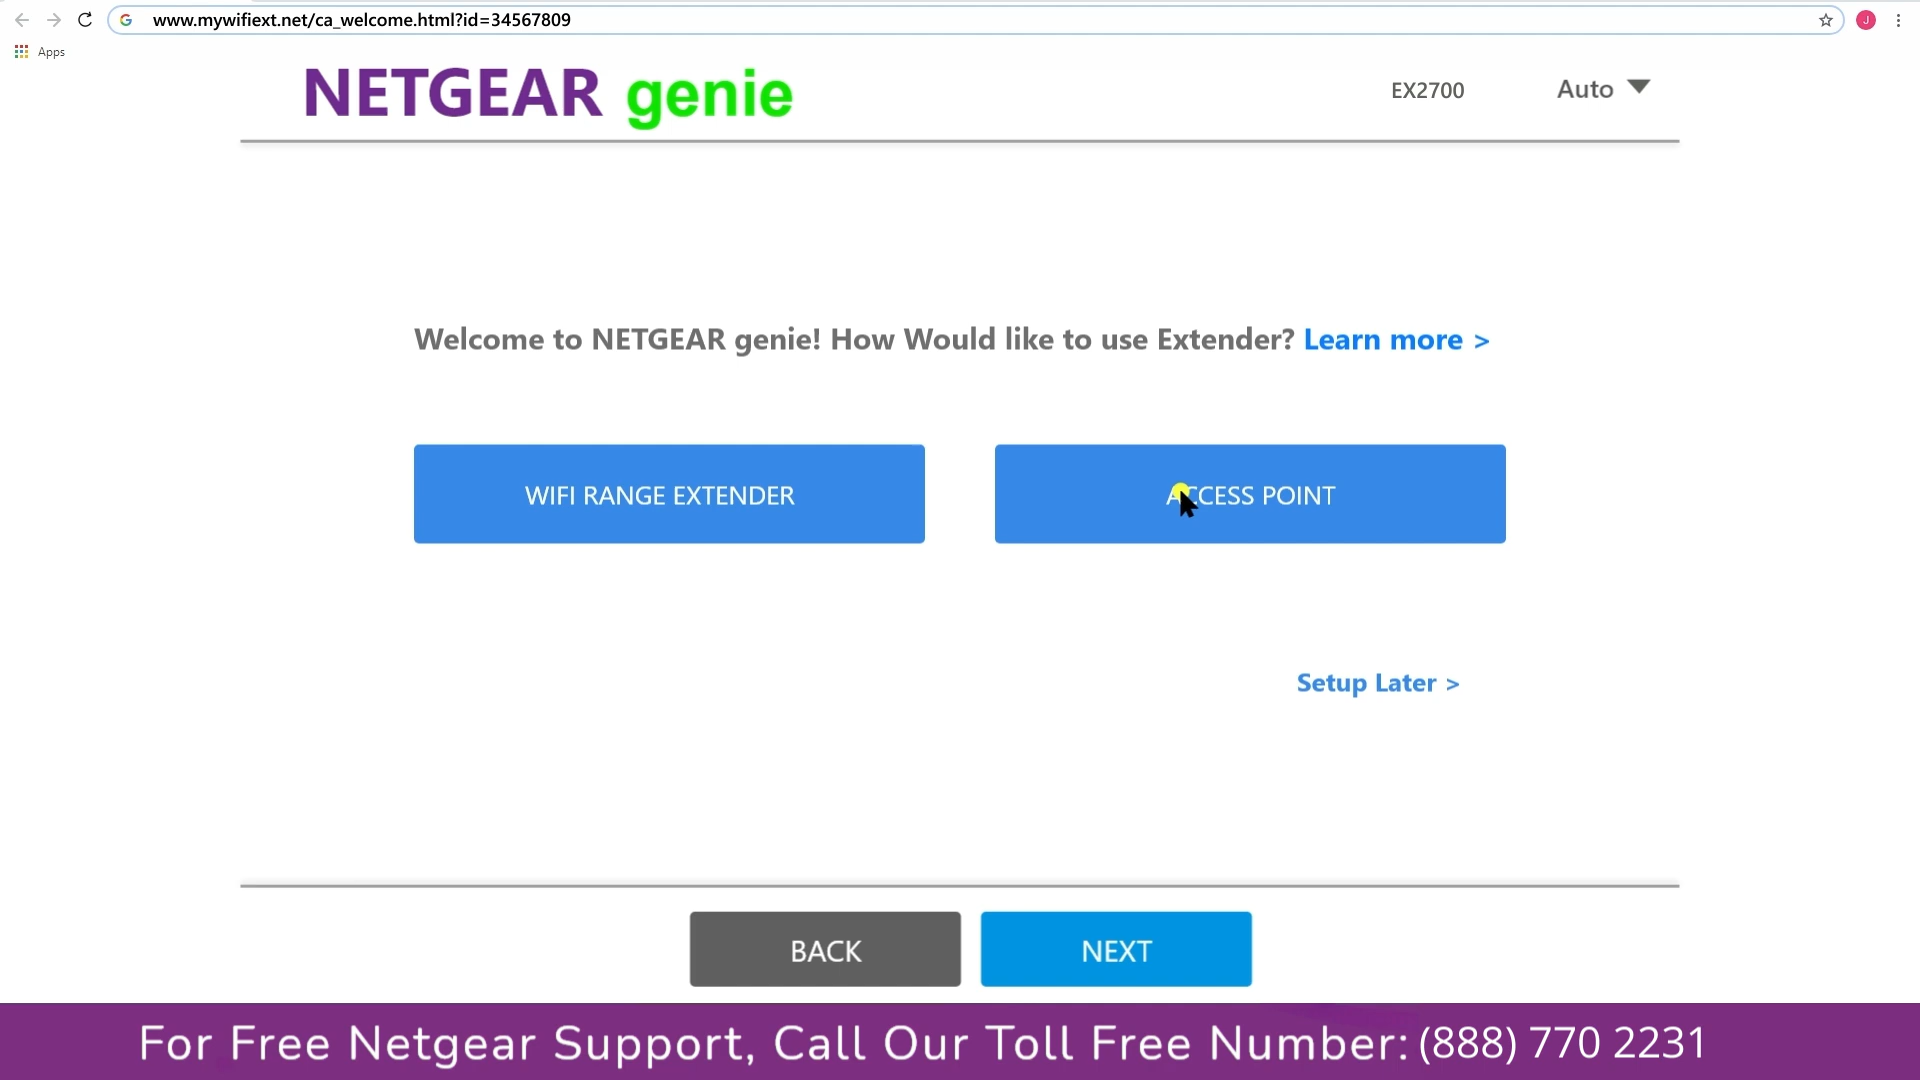 www.mywifiext.net/ca_welcome.html?id=34567809
J
Apps
NETGEAR genie
EX2700
Auto
Welcome to NETGEAR genie! How Would like to use Extender? Learn more >
WIFI RANGE EXTENDER
ACCESS POINT
Setup Later >
BACK
NEXT
For Free Netgear Support, Call Our Toll Free Number: (888) 770 2231